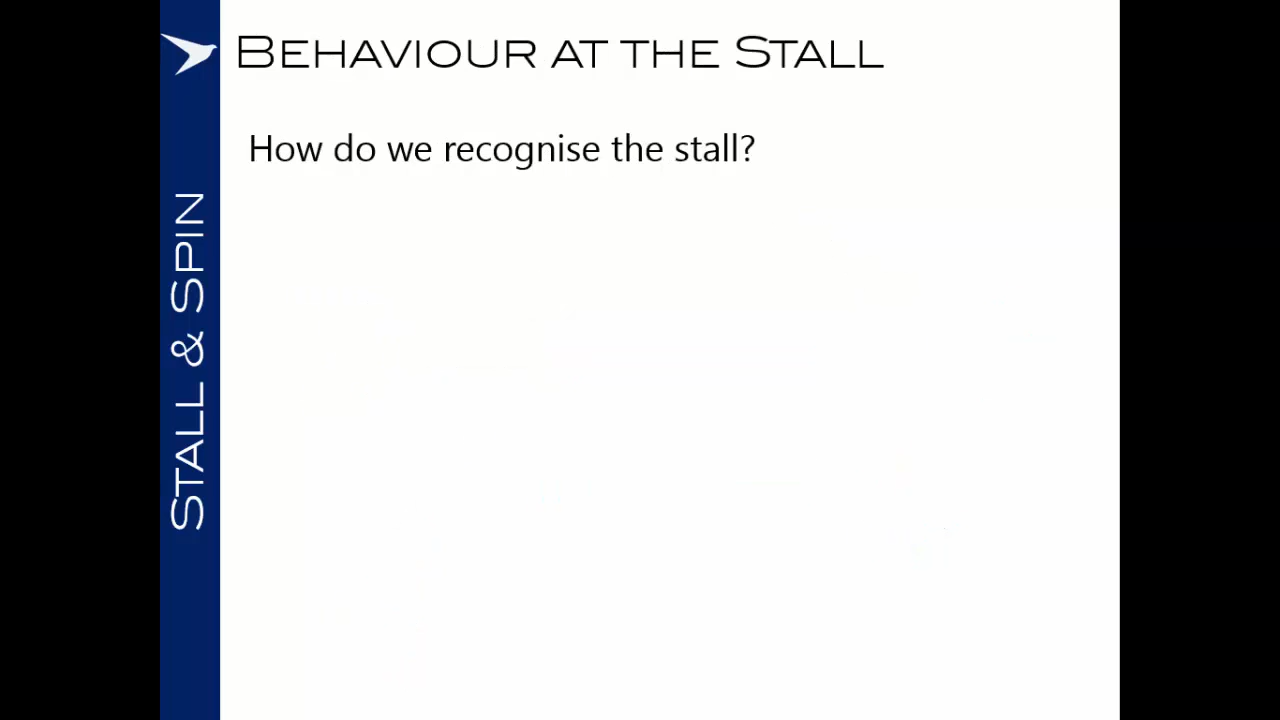 BEHAVIOUR AT THE STALL
How do we recognise the stall?
STALL & SPIN